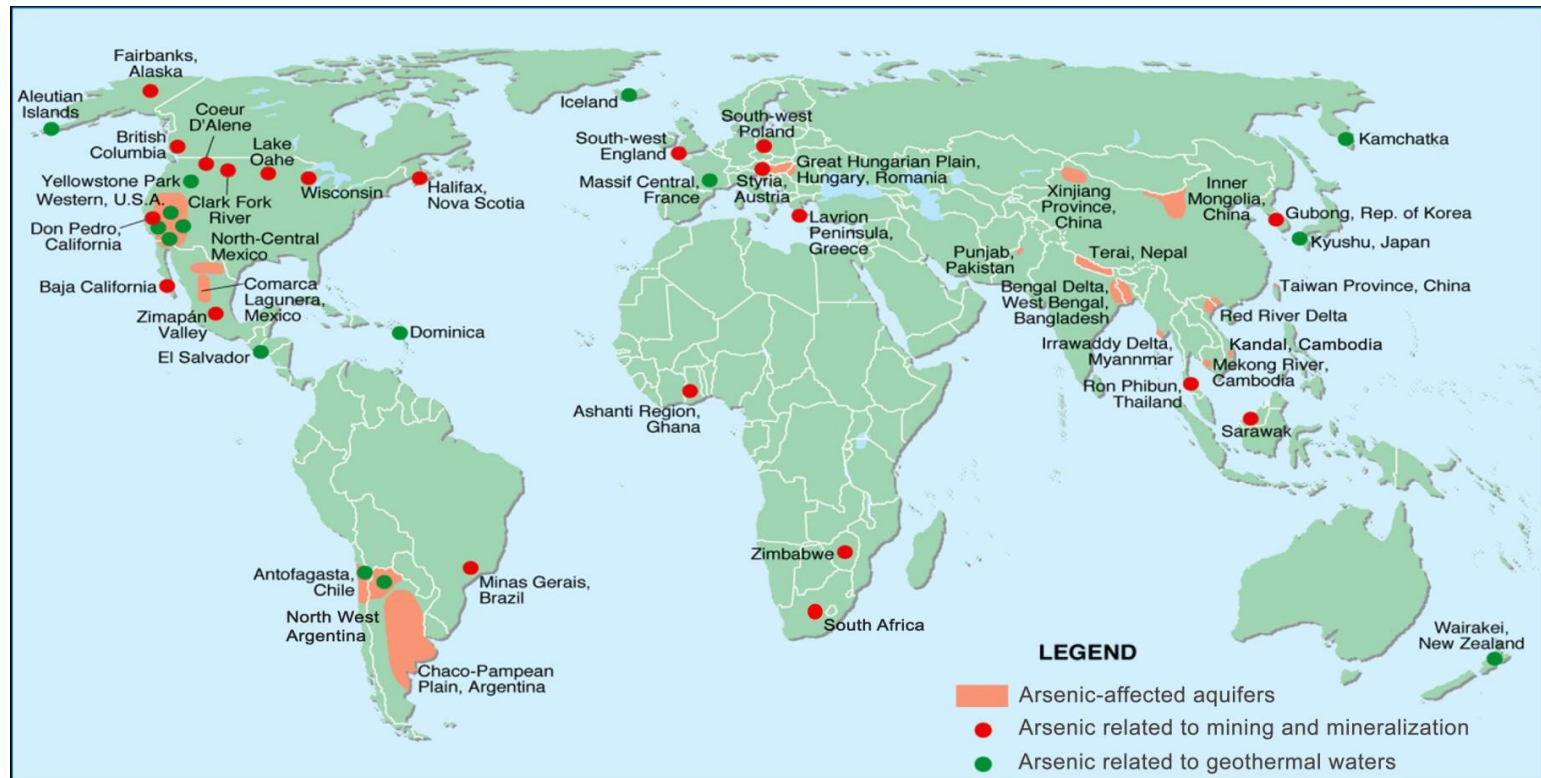 Fairbanks,
Alaska
Aleutian
Islands
Coeur
D'Alene
British
Columbia
Lake
Oahe
Yellowstone Park
Western, U.S.A.
Clark Fork
River
Wisconsin
Halifax,
Nova Scotia
Don Pedro,
California
North-Central
Mexico
Baja California
Comarca
Lagunera,
Mexico
Zimapán
Valley
El Salvador
Dominica
Iceland
South-west
England
South-west
Poland
Massif Central,
France
Styria,
Austria
Great Hungarian Plain,
Hungary, Romania
Lavrion
Peninsula,
Greece
Kamchatka
Xinjiang
Province,
China
Inner
Mongolia,
China
Gubong, Rep. of Korea
Kyushu, Japan
Punjab,
Pakistan
Terai, Nepal
Bengal Delta,
West Bengal,
Bangladesh
Taiwan Province, China
Red River Delta
Irrawaddy Delta,
Myannmar
Kandal, Cambodia
Mekong River,
Cambodia
Ron Phibun,
Thailand
Sarawak
Ashanti Region,
Ghana
Zimbabwe
South Africa
Antofagasta,
Chile
Minas Gerais,
Brazil
North West
Argentina
Chaco-Pampean
Plain, Argentina
Wairakei,
New Zealand
LEGEND
Arsenic-affected aquifers
Arsenic related to mining and mineralization
Arsenic related to geothermal waters